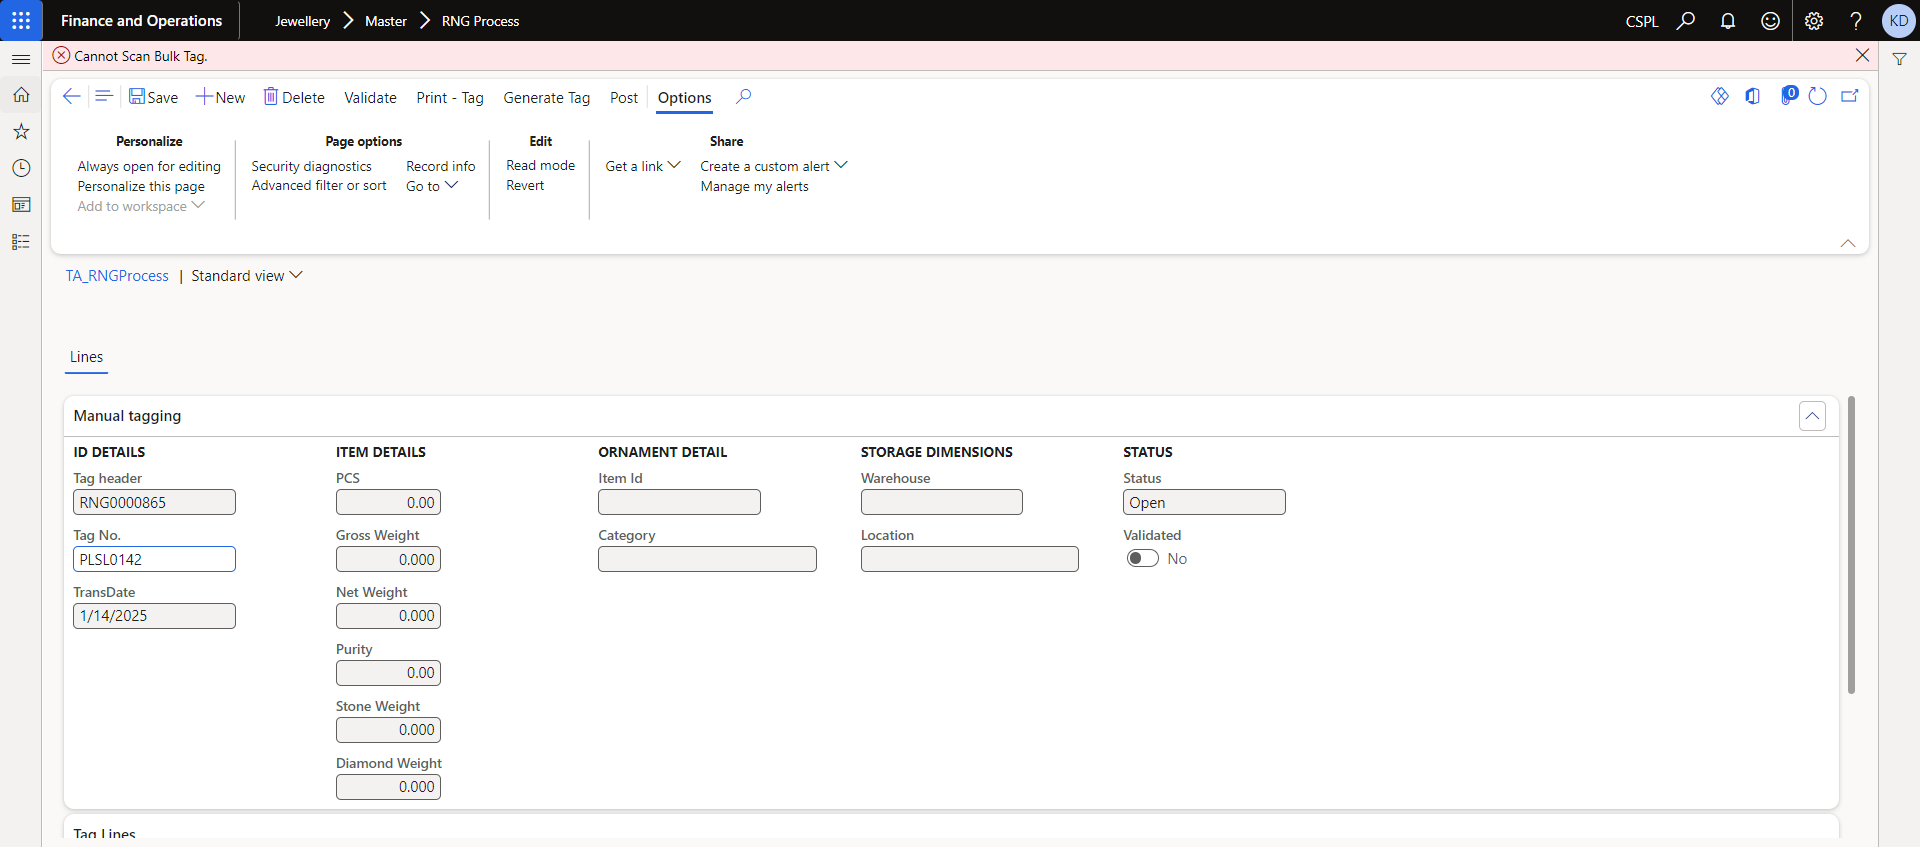 Finance and Operations
Jewellery Master RNG Process
CSPL
KD
Cannot Scan Bulk Tag.
Save New Delete Validate Print - Tag Generate Tag Post Options
0
Personalize
Always open for editing
Personalize this page
Add to workspace
Page options
Security diagnostics Record info
Advanced filter or sort Go to
Edit
Read mode
Revert
Share
Get a link Create a custom alert
Manage my alerts
TA_RNGProcess | Standard view
Lines
Manual tagging
ID DETAILS
Tag header
RNG0000865
Tag No.
PLSL0142
TransDate
1/14/2025
ITEM DETAILS
PCS
0.00
Gross Weight
0.000
Net Weight
0.000
Purity
0.00
Stone Weight
0.000
Diamond Weight
0.000
ORNAMENT DETAIL
Item Id
Category
STORAGE DIMENSIONS
Warehouse
Location
STATUS
Status
Open
Validated
No
Tag Lines